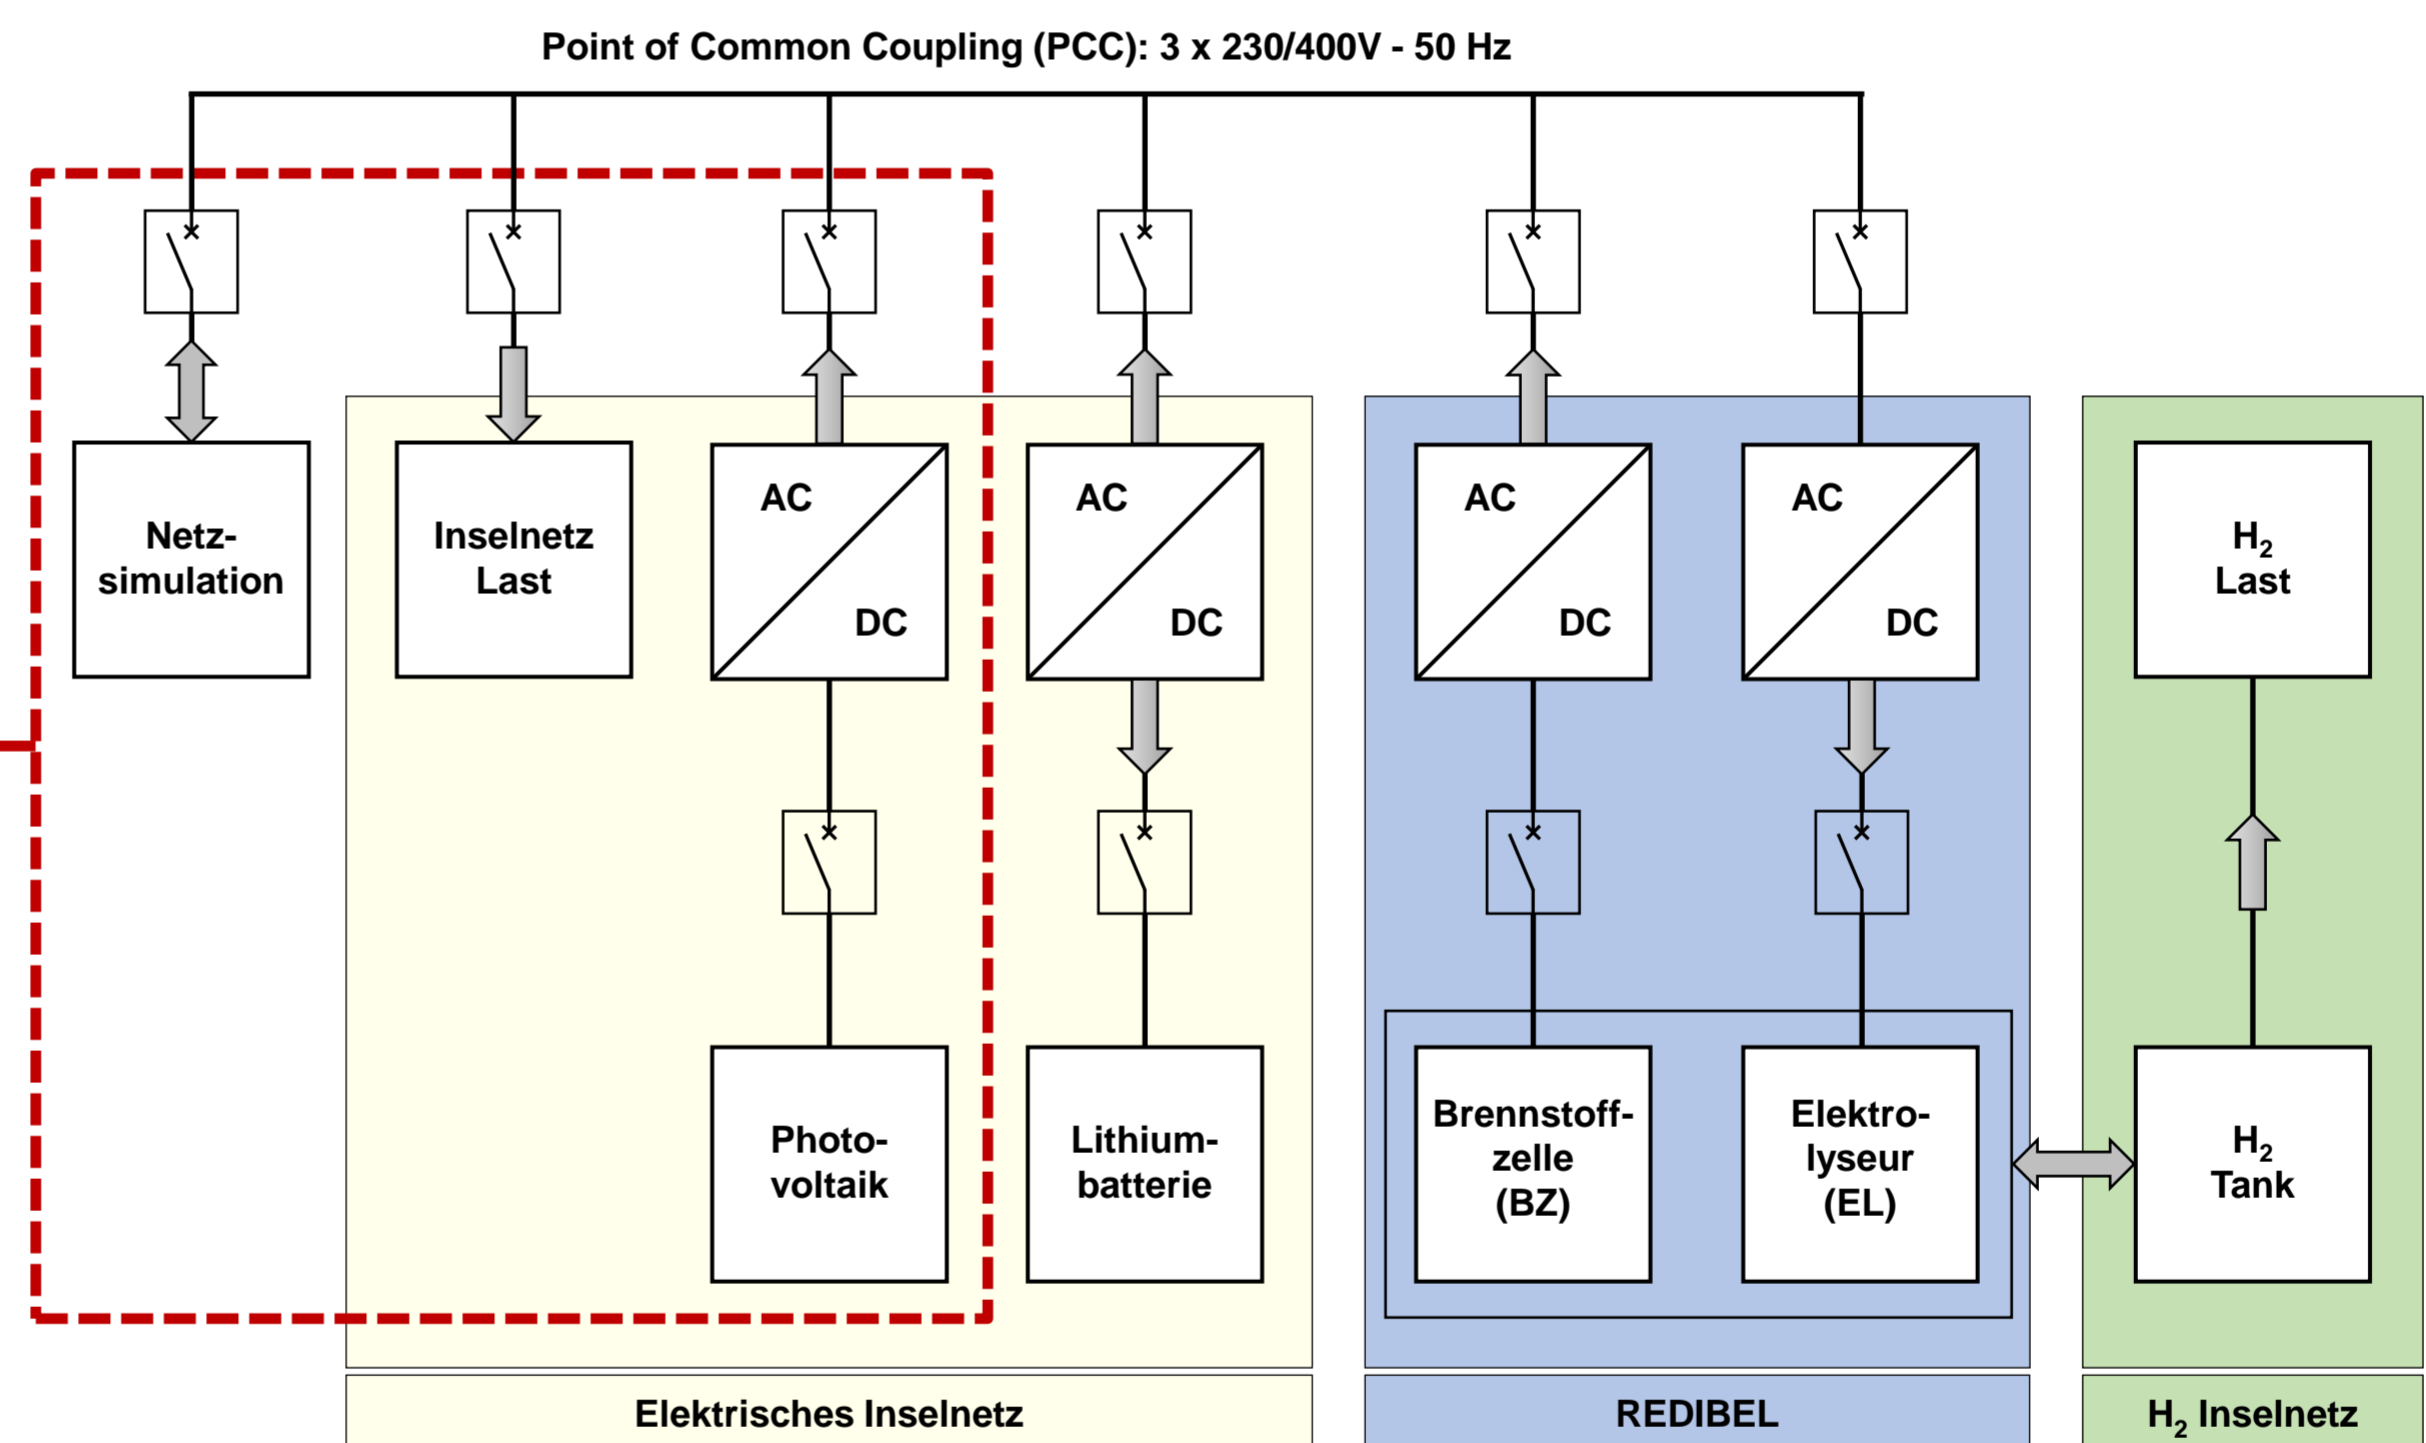 Point of Common Coupling (PCC): 3 x 230/400V - 50 Hz
Netz-
simulation
Inselnetz
Last
AC
DC
AC
DC
AC
DC
AC
DC
H₂
Last
Photo-
voltaik
Lithium-
batterie
Brennstoff-
zelle
(BZ)
Elektro-
lyseur
(EL)
H₂
Tank
Elektrisches Inselnetz
REDIBEL
H₂ Inselnetz